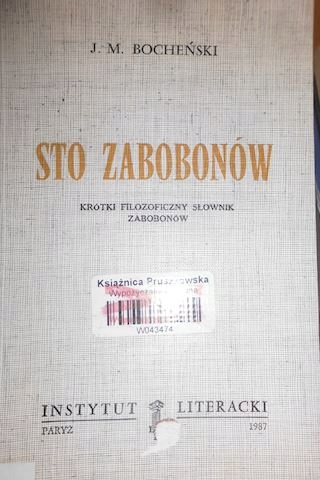 J. M. BOCHEŃSKI
STO ZABOBONÓW
KRÓTKI FILOZOFICZNY SŁOWNIK
ZABOBONÓW
Książnica Pruszkowska
W043474
INSTYTUT LITERACKI
PARYŻ 1987